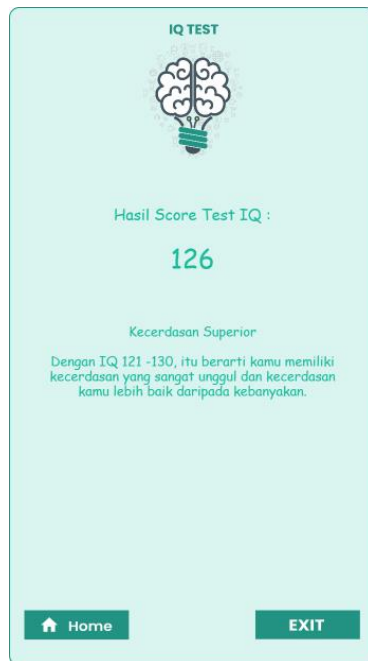 IQ TEST
Hasil Score Test IQ :
126
Kecerdasan Superior
Dengan IQ 121 -130, itu berarti kamu memiliki
kecerdasan yang sangat unggul dan kecerdasan
kamu lebih baik daripada kebanyakan.
Home
EXIT